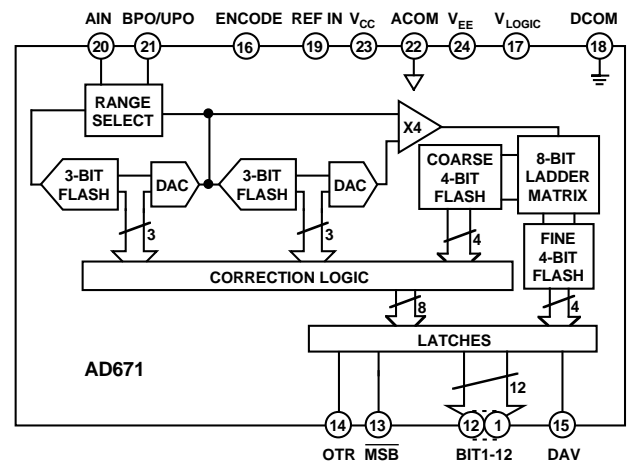 AIN BPO/UPO ENCODE REF IN VCC ACOM VEE VLOGIC DCOM
20 21 16 19 23 22 24 17 18
RANGE
SELECT
X4
3-BIT
FLASH
DAC
3-BIT
FLASH
DAC
COARSE
4-BIT
FLASH
8-BIT
LADDER
MATRIX
3
3
4
FINE
4-BIT
FLASH
CORRECTION LOGIC
8
4
LATCHES
AD671
12
14 13 12 1 15
OTR MSB BIT1-12 DAV